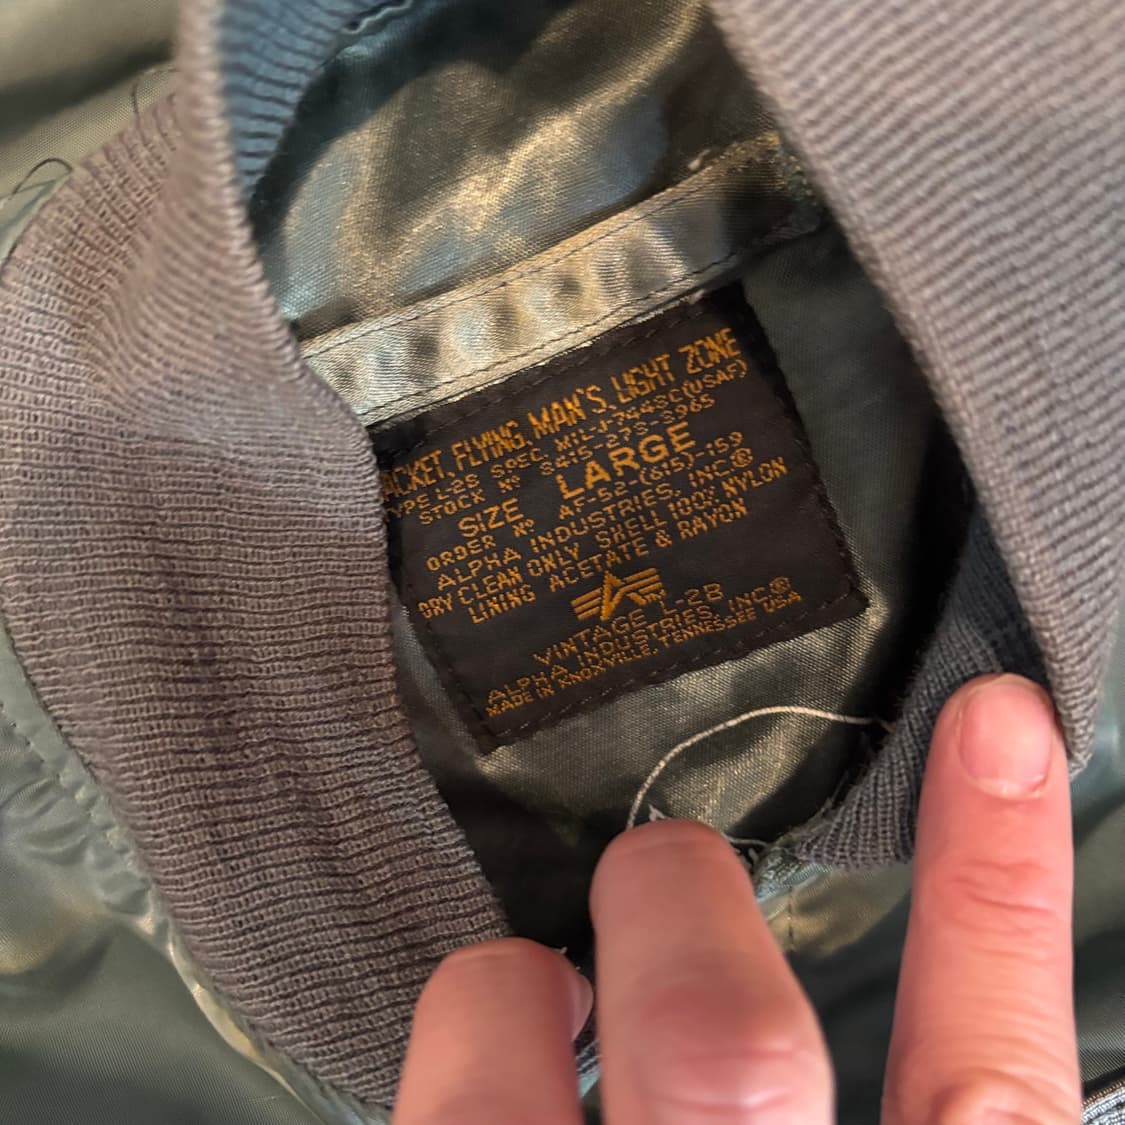 JACKET, FLYING, MAN'S, LIGHT ZONE
TYPE L-2B SPEC. MIL-J-7448C(USAF)
STOCK Nº 8415-273-3965
SIZE LARGE
ORDER Nº AF-52-(615)-159
ALPHA INDUSTRIES, INC.®
DRY CLEAN ONLY SHELL 100% NYLON
LINING ACETATE & RAYON
VINTAGE L-2B
ALPHA INDUSTRIES, INC.®
MADE IN KNOXVILLE, TENNESSEE USA